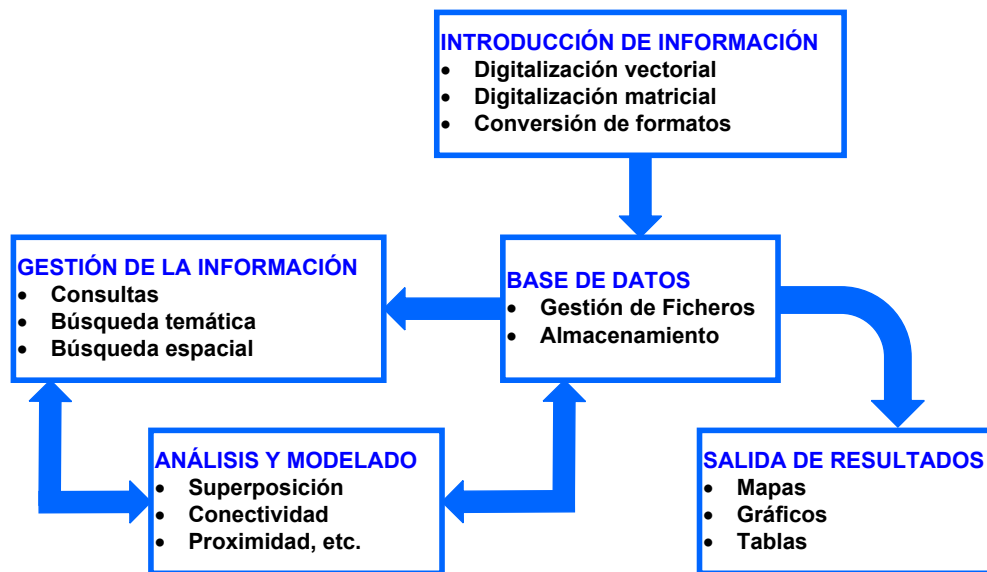 INTRODUCCIÓN DE INFORMACIÓN
• Digitalización vectorial
• Digitalización matricial
• Conversión de formatos
GESTIÓN DE LA INFORMACIÓN
• Consultas
• Búsqueda temática
• Búsqueda espacial
BASE DE DATOS
• Gestión de Ficheros
• Almacenamiento
ANÁLISIS Y MODELADO
• Superposición
• Conectividad
• Proximidad, etc.
SALIDA DE RESULTADOS
• Mapas
• Gráficos
• Tablas